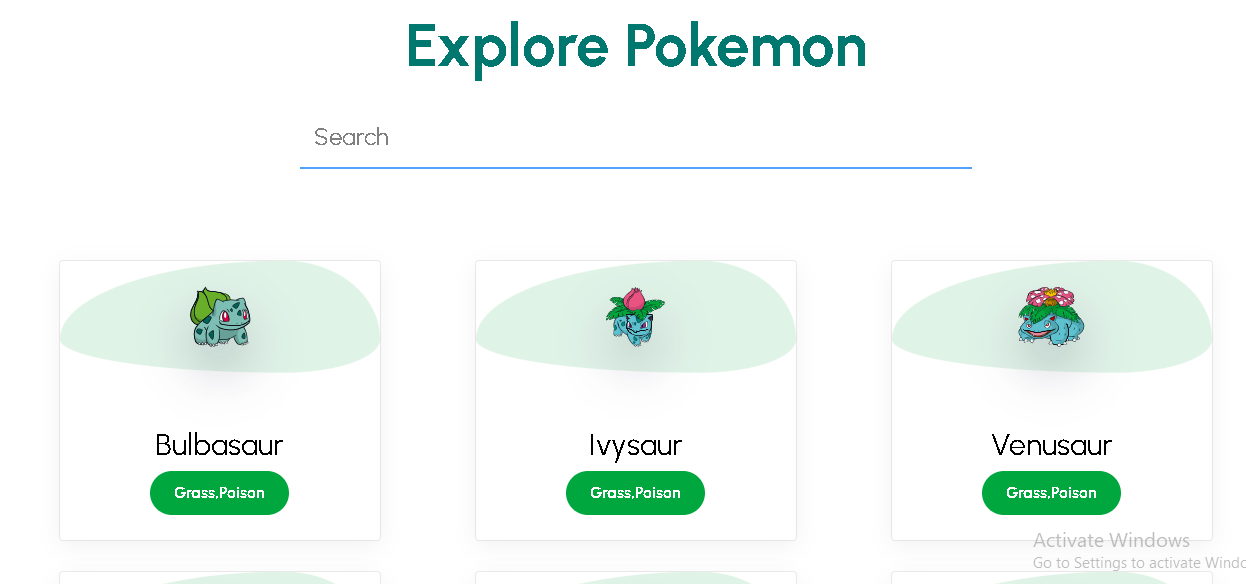 Explore Pokemon
Search
Bulbasaur
Grass,Poison
Ivysaur
Grass,Poison
Venusaur
Grass,Poison
Activate Windows
Go to Settings to activate